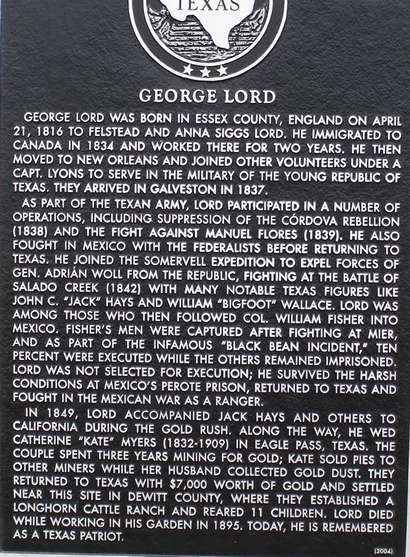 TEXAS
GEORGE LORD
GEORGE LORD WAS BORN IN ESSEX COUNTY, ENGLAND ON APRIL
21, 1816 TO FELSTEAD AND ANNA SIGGS LORD. HE IMMIGRATED TO
CANADA IN 1834 AND WORKED THERE FOR TWO YEARS. HE THEN
MOVED TO NEW ORLEANS AND JOINED OTHER VOLUNTEERS UNDER A
CAPT. LYONS TO SERVE IN THE MILITARY OF THE YOUNG REPUBLIC OF
TEXAS. THEY ARRIVED IN GALVESTON IN 1837.
AS PART OF THE TEXAN ARMY, LORD PARTICIPATED IN A NUMBER OF
OPERATIONS, INCLUDING SUPPRESSION OF THE CÓRDOVA REBELLION
(1838) AND THE FIGHT AGAINST MANUEL FLORES (1839). HE ALSO
FOUGHT IN MEXICO WITH THE FEDERALISTS BEFORE RETURNING TO
TEXAS. HE JOINED THE SOMERVELL EXPEDITION TO EXPEL FORCES OF
GEN. ADRIÁN WOLL FROM THE REPUBLIC, FIGHTING AT THE BATTLE OF
SALADO CREEK (1842) WITH MANY NOTABLE TEXAS FIGURES LIKE
JOHN C. "JACK" HAYS AND WILLIAM "BIGFOOT" WALLACE. LORD WAS
AMONG THOSE WHO THEN FOLLOWED COL. WILLIAM FISHER INTO
MEXICO. FISHER'S MEN WERE CAPTURED AFTER FIGHTING AT MIER,
AND AS PART OF THE INFAMOUS "BLACK BEAN INCIDENT," TEN
PERCENT WERE EXECUTED WHILE THE OTHERS REMAINED IMPRISONED.
LORD WAS NOT SELECTED FOR EXECUTION; HE SURVIVED THE HARSH
CONDITIONS AT MEXICO'S PEROTE PRISON, RETURNED TO TEXAS AND
FOUGHT IN THE MEXICAN WAR AS A RANGER.
IN 1849, LORD ACCOMPANIED JACK HAYS AND OTHERS TO
CALIFORNIA DURING THE GOLD RUSH. ALONG THE WAY, HE WED
CATHERINE "KATE" MYERS (1832-1909) IN EAGLE PASS, TEXAS. THE
COUPLE SPENT THREE YEARS MINING FOR GOLD; KATE SOLD PIES TO
OTHER MINERS WHILE HER HUSBAND COLLECTED GOLD DUST. THEY
RETURNED TO TEXAS WITH $7,000 WORTH OF GOLD AND SETTLED
NEAR THIS SITE IN DEWITT COUNTY, WHERE THEY ESTABLISHED A
LONGHORN CATTLE RANCH AND REARED 11 CHILDREN. LORD DIED
WHILE WORKING IN HIS GARDEN IN 1895. TODAY, HE IS REMEMBERED
AS A TEXAS PATRIOT.
(2004)